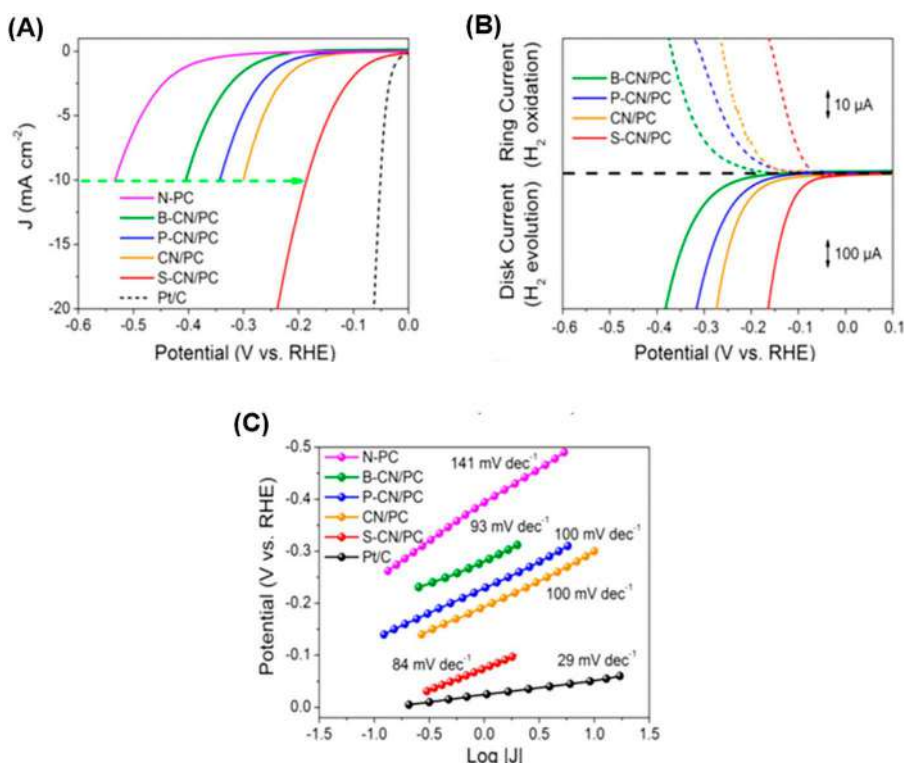 (A)
0
-5
-10
-15
-20
J (mA cm⁻²)
N-PC
B-CN/PC
P-CN/PC
CN/PC
S-CN/PC
Pt/C
-0.6 -0.5 -0.4 -0.3 -0.2 -0.1 0.0
Potential (V vs. RHE)
(B)
Ring Current
(H₂ oxidation)
Disk Current
(H₂ evolution)
B-CN/PC
P-CN/PC
CN/PC
S-CN/PC
10 µA
100 µA
-0.6 -0.5 -0.4 -0.3 -0.2 -0.1 0.0 0.1
Potential (V vs. RHE)
(C)
-0.5
-0.4
-0.3
-0.2
-0.1
0.0
Potential (V vs. RHE)
N-PC
B-CN/PC
P-CN/PC
CN/PC
S-CN/PC
Pt/C
141 mV dec⁻¹
93 mV dec⁻¹
100 mV dec⁻¹
100 mV dec⁻¹
84 mV dec⁻¹
29 mV dec⁻¹
-1.5 -1.0 -0.5 0.0 0.5 1.0 1.5
Log |J|